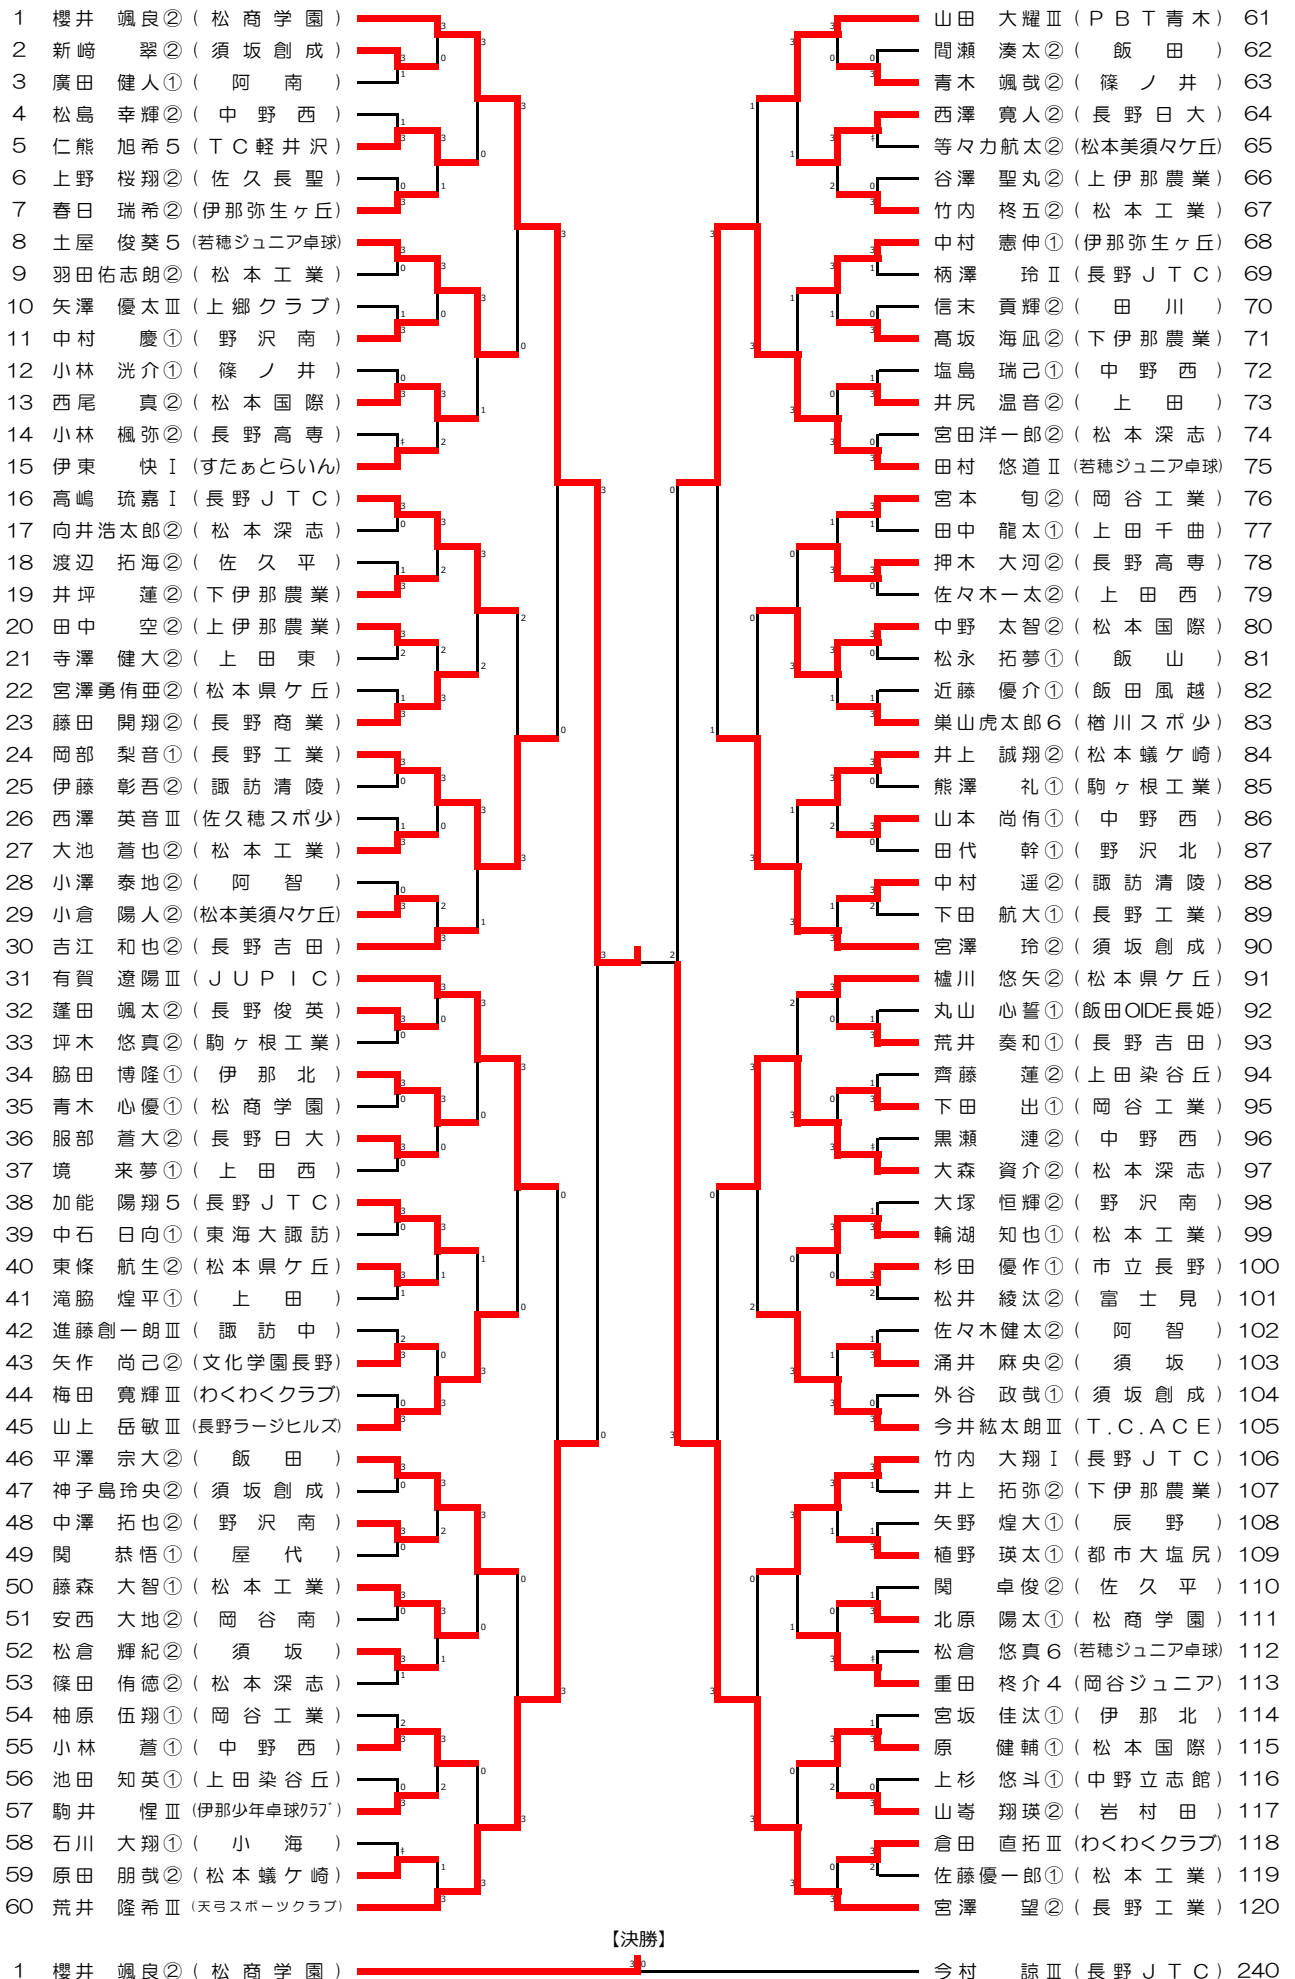 1 櫻井 颯良② ( 松商学園 )
2 新﨑 翠② ( 須坂創成 )
3 廣田 健人① ( 阿南 )
4 松島 幸輝② ( 中野西 )
5 仁熊 旭希5 ( TC軽井沢 )
6 上野 桜翔② ( 佐久長聖 )
7 春日 瑞希② (伊那弥生ヶ丘)
8 土屋 俊葵5 (若穂ジュニア卓球)
9 羽田佑志朗② ( 松本工業 )
10 矢澤 優太Ⅲ ( 上郷クラブ )
11 中村 慶① ( 野沢南 )
12 小林 洸介① ( 篠ノ井 )
13 西尾 真② ( 松本国際 )
14 小林 楓弥② ( 長野高専 )
15 伊東 快Ⅰ (すたぁとらいん)
16 高嶋 琉嘉Ⅰ ( 長野JTC )
17 向井浩太郎② ( 松本深志 )
18 渡辺 拓海② ( 佐久平 )
19 井坪 蓮② ( 下伊那農業 )
20 田中 空② ( 上伊那農業 )
21 寺澤 健大② ( 上田東 )
22 宮澤勇侑亜② ( 松本県ケ丘 )
23 藤田 開翔② ( 長野商業 )
24 岡部 梨音① ( 長野工業 )
25 伊藤 彰吾② ( 諏訪清陵 )
26 西澤 英音Ⅲ (佐久穂スポ少)
27 大池 蒼也② ( 松本工業 )
28 小澤 泰地② ( 阿智 )
29 小倉 陽人② (松本美須々ケ丘)
30 吉江 和也② ( 長野吉田 )
31 有賀 遼陽Ⅲ ( JUPIC )
32 蓬田 颯太② ( 長野俊英 )
33 坪木 悠真② ( 駒ヶ根工業 )
34 脇田 博隆① ( 伊那北 )
35 青木 心優① ( 松商学園 )
36 服部 蒼大② ( 長野日大 )
37 境 来夢① ( 上田西 )
38 加能 陽翔5 ( 長野JTC )
39 中石 日向① ( 東海大諏訪 )
40 東條 航生② ( 松本県ケ丘 )
41 滝脇 煌平① ( 上田 )
42 進藤創一朗Ⅲ ( 諏訪中 )
43 矢作 尚己② (文化学園長野)
44 梅田 寛輝Ⅲ (わくわくクラブ)
45 山上 岳敏Ⅲ (長野ラージヒルズ)
46 平澤 宗大② ( 飯田 )
47 神子島玲央② ( 須坂創成 )
48 中澤 拓也② ( 野沢南 )
49 関 恭悟① ( 屋代 )
50 藤森 大智① ( 松本工業 )
51 安西 大地② ( 岡谷南 )
52 松倉 輝紀② ( 須坂 )
53 篠田 侑徳② ( 松本深志 )
54 柚原 伍翔① ( 岡谷工業 )
55 小林 蒼① ( 中野西 )
56 池田 知英① ( 上田染谷丘 )
57 駒井 惺Ⅲ (伊那少年卓球クラブ)
58 石川 大翔① ( 小海 )
59 原田 朋哉② ( 松本蟻ケ崎 )
60 荒井 隆希Ⅲ (天弓スポーツクラブ)
山田 大耀Ⅲ ( PBT青木 ) 61
間瀬 湊太② ( 飯田 ) 62
青木 颯哉② ( 篠ノ井 ) 63
西澤 寛人② ( 長野日大 ) 64
等々力航太② (松本美須々ケ丘) 65
谷澤 聖丸② ( 上伊那農業 ) 66
竹内 柊五② ( 松本工業 ) 67
中村 憲伸① (伊那弥生ヶ丘) 68
柄澤 玲Ⅱ ( 長野JTC ) 69
信末 貢輝② ( 田川 ) 70
髙坂 海凪② ( 下伊那農業 ) 71
塩島 瑞己① ( 中野西 ) 72
井尻 温音② ( 上田 ) 73
宮田洋一郎② ( 松本深志 ) 74
田村 悠道Ⅱ (若穂ジュニア卓球) 75
宮本 旬② ( 岡谷工業 ) 76
田中 龍太① ( 上田千曲 ) 77
押木 大河② ( 長野高専 ) 78
佐々木一太② ( 上田西 ) 79
中野 太智② ( 松本国際 ) 80
松永 拓夢① ( 飯山 ) 81
近藤 優介① ( 飯田風越 ) 82
巣山虎太郎6 ( 楢川スポ少 ) 83
井上 誠翔② ( 松本蟻ケ崎 ) 84
熊澤 礼① ( 駒ヶ根工業 ) 85
山本 尚侑① ( 中野西 ) 86
田代 幹① ( 野沢北 ) 87
中村 遥② ( 諏訪清陵 ) 88
下田 航大① ( 長野工業 ) 89
宮澤 玲② ( 須坂創成 ) 90
櫨川 悠矢② ( 松本県ケ丘 ) 91
丸山 心誓① (飯田OIDE長姫) 92
荒井 奏和① ( 長野吉田 ) 93
齊藤 蓮② ( 上田染谷丘 ) 94
下田 出① ( 岡谷工業 ) 95
黒瀬 漣② ( 中野西 ) 96
大森 資介② ( 松本深志 ) 97
大塚 恒輝② ( 野沢南 ) 98
輪湖 知也① ( 松本工業 ) 99
杉田 優作① ( 市立長野 ) 100
松井 綾汰② ( 富士見 ) 101
佐々木健太② ( 阿智 ) 102
涌井 麻央② ( 須坂 ) 103
外谷 政哉① ( 須坂創成 ) 104
今井紘太朗Ⅲ ( T.C.ACE ) 105
竹内 大翔Ⅰ ( 長野JTC ) 106
井上 拓弥② ( 下伊那農業 ) 107
矢野 煌大① ( 辰野 ) 108
植野 瑛太① ( 都市大塩尻 ) 109
関 卓俊② ( 佐久平 ) 110
北原 陽太① ( 松商学園 ) 111
松倉 悠真6 (若穂ジュニア卓球) 112
重田 柊介4 (岡谷ジュニア) 113
宮坂 佳汰① ( 伊那北 ) 114
原 健輔① ( 松本国際 ) 115
上杉 悠斗① ( 中野立志館 ) 116
山嵜 翔瑛② ( 岩村田 ) 117
倉田 直拓Ⅲ (わくわくクラブ) 118
佐藤優一郎① ( 松本工業 ) 119
宮澤 望② ( 長野工業 ) 120
【決勝】
1 櫻井 颯良② ( 松商学園 ) 3 0 今村 諒Ⅲ ( 長野JTC ) 240